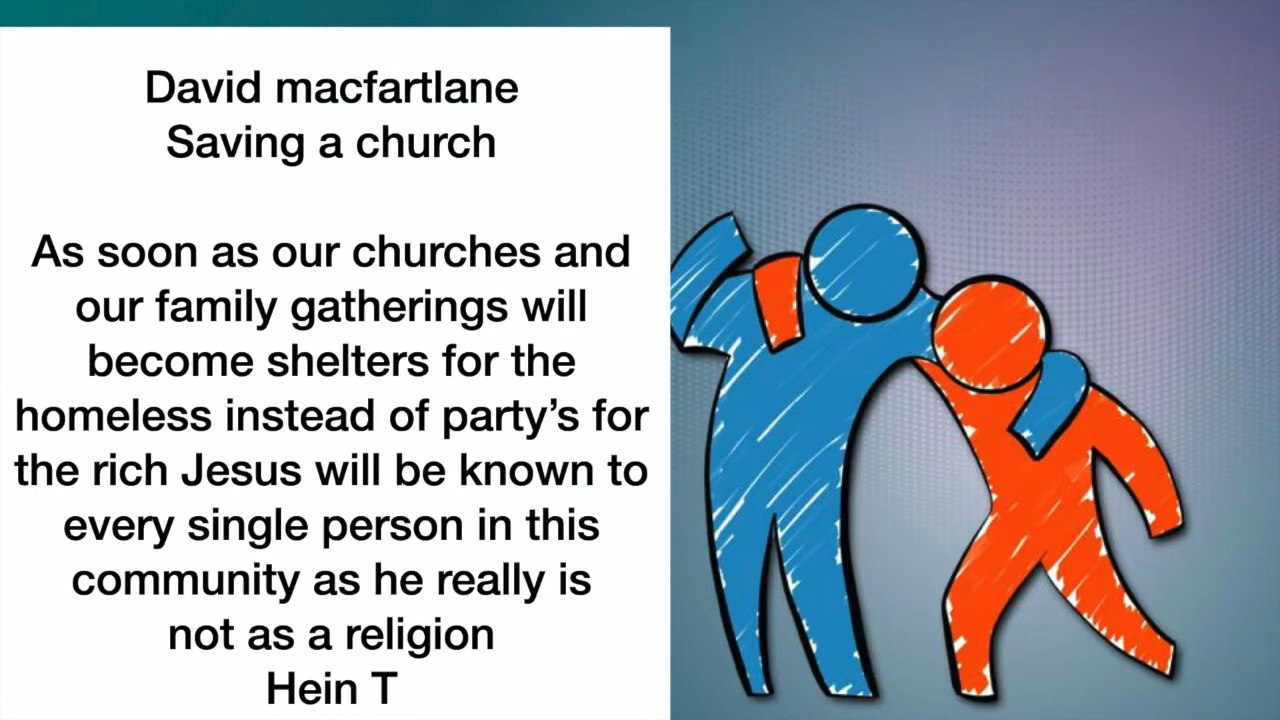 David macfartlane
Saving a church
As soon as our churches and
our family gatherings will
become shelters for the
homeless instead of party’s for
the rich Jesus will be known to
every single person in this
community as he really is
not as a religion
Hein T